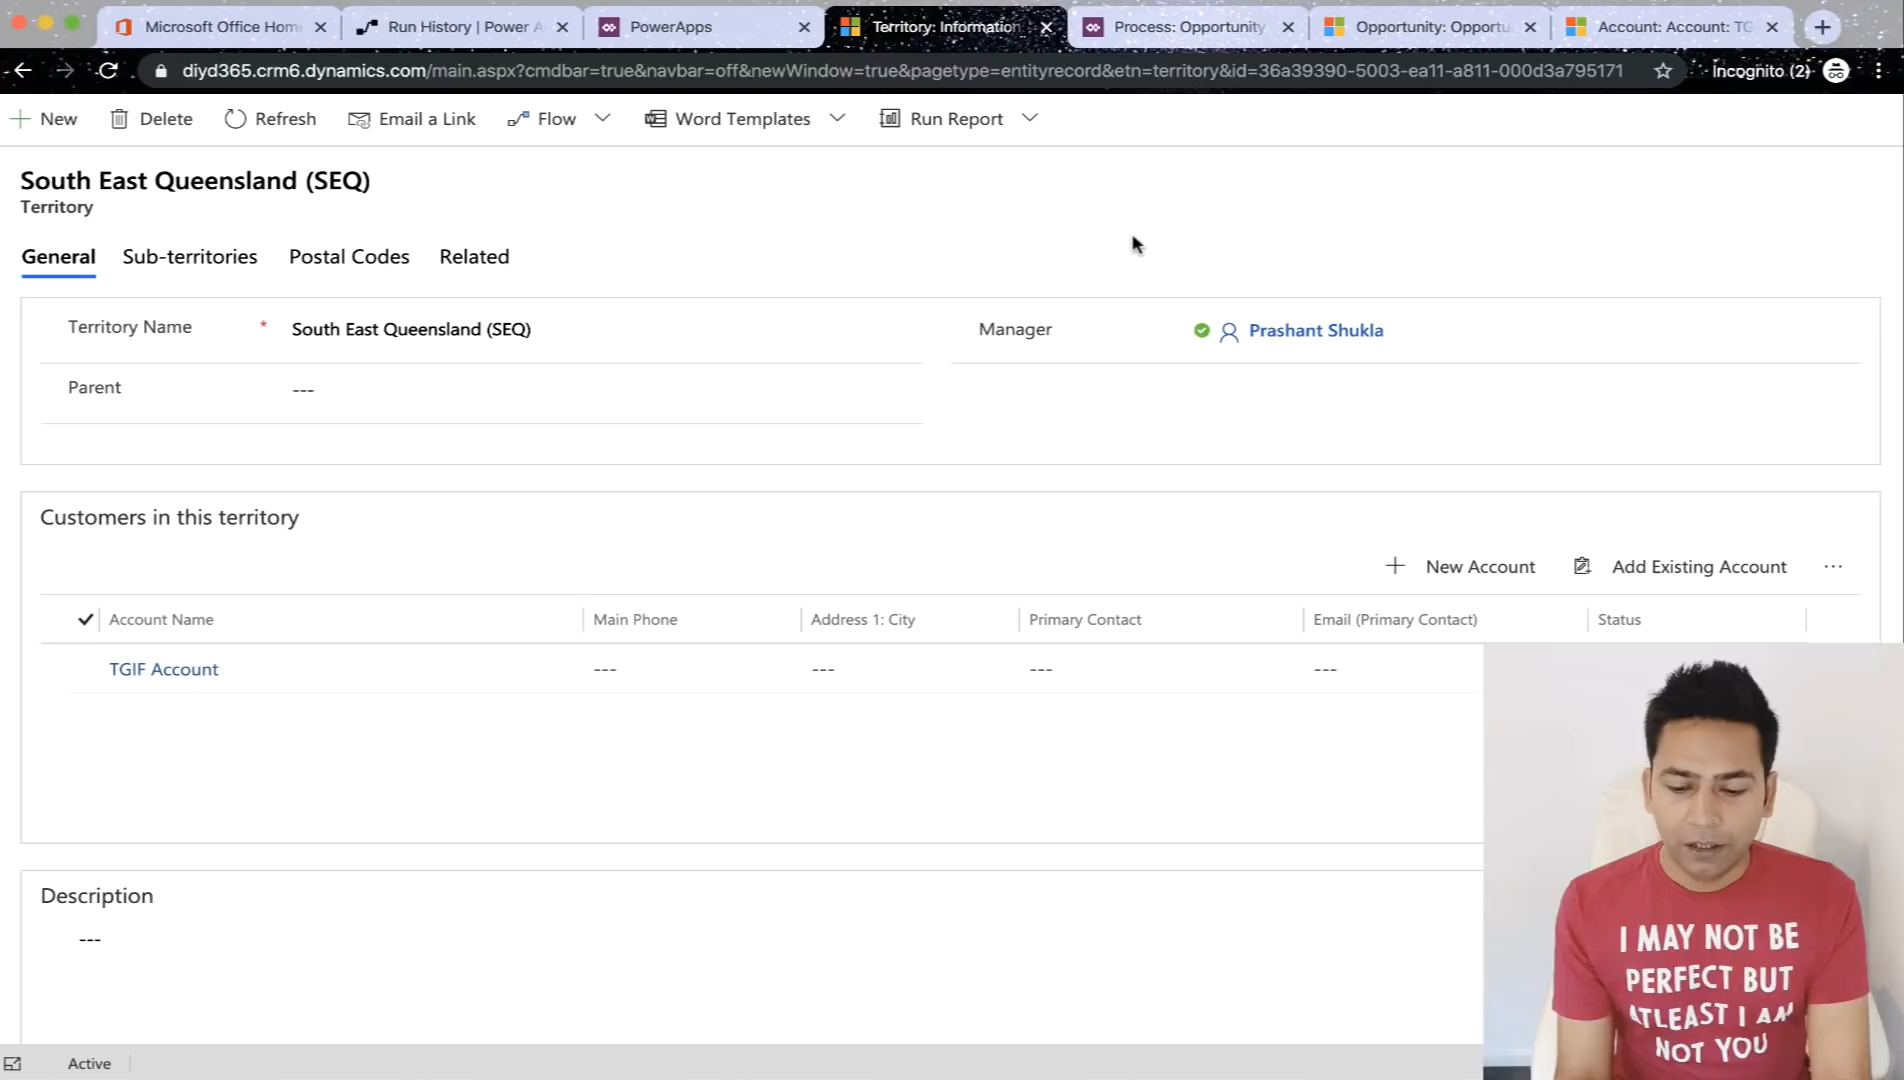 Microsoft Office Hom
Run History | Power A
PowerApps
Territory: Information
Process: Opportunity
Opportunity: Opportu
Account: Account: TG
diyd365.crm6.dynamics.com/main.aspx?cmdbar=true&navbar=off&newWindow=true&pagetype=entityrecord&etn=territory&id=36a39390-5003-ea11-a811-000d3a795171
Incognito (2)
New
Delete
Refresh
Email a Link
Flow
Word Templates
Run Report
South East Queensland (SEQ)
Territory
General
Sub-territories
Postal Codes
Related
Territory Name * South East Queensland (SEQ)
Manager Prashant Shukla
Parent ---
Customers in this territory
New Account
Add Existing Account
...
Account Name Main Phone Address 1: City Primary Contact Email (Primary Contact) Status
TGIF Account --- --- --- ---
Description
---
Active
I MAY NOT BE
PERFECT BUT
ATLEAST I AM
NOT YOU